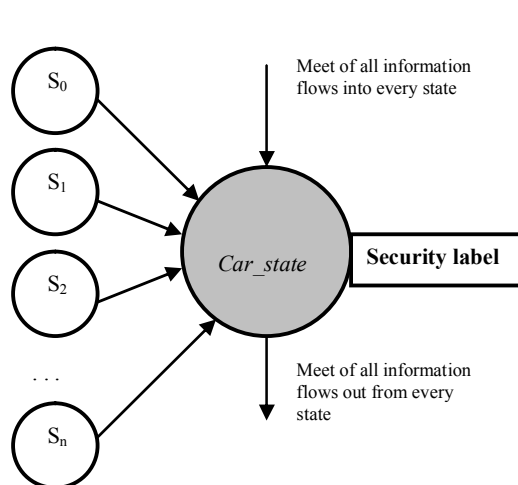 S0
Meet of all information
flows into every state
S1
Car_state
Security label
S2
Meet of all information
flows out from every
state
. . .
Sn